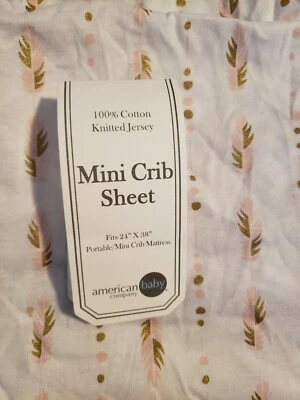 100% Cotton
Knitted Jersey
Mini Crib
Sheet
Fits 24" X 38"
Portable/Mini Crib Mattress
american baby
company